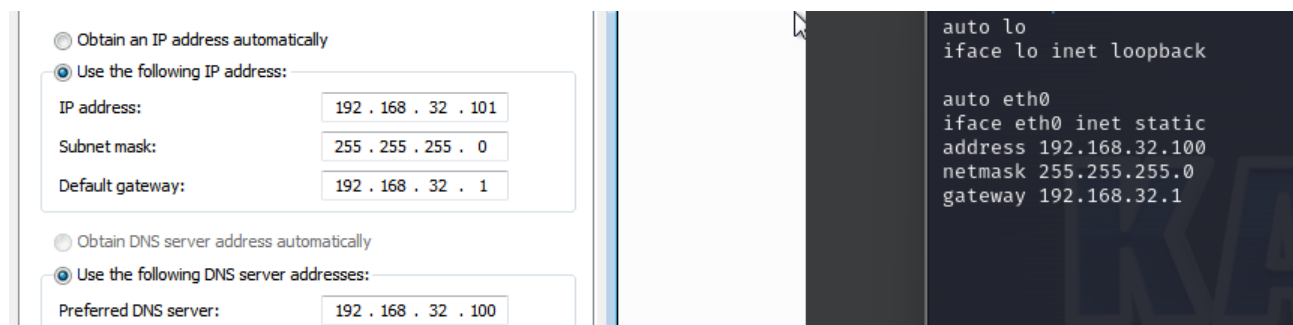 Obtain an IP address automatically
Use the following IP address:
IP address: 192 . 168 . 32 . 101
Subnet mask: 255 . 255 . 255 . 0
Default gateway: 192 . 168 . 32 . 1
Obtain DNS server address automatically
Use the following DNS server addresses:
Preferred DNS server: 192 . 168 . 32 . 100
auto lo
iface lo inet loopback
auto eth0
iface eth0 inet static
address 192.168.32.100
netmask 255.255.255.0
gateway 192.168.32.1
KA